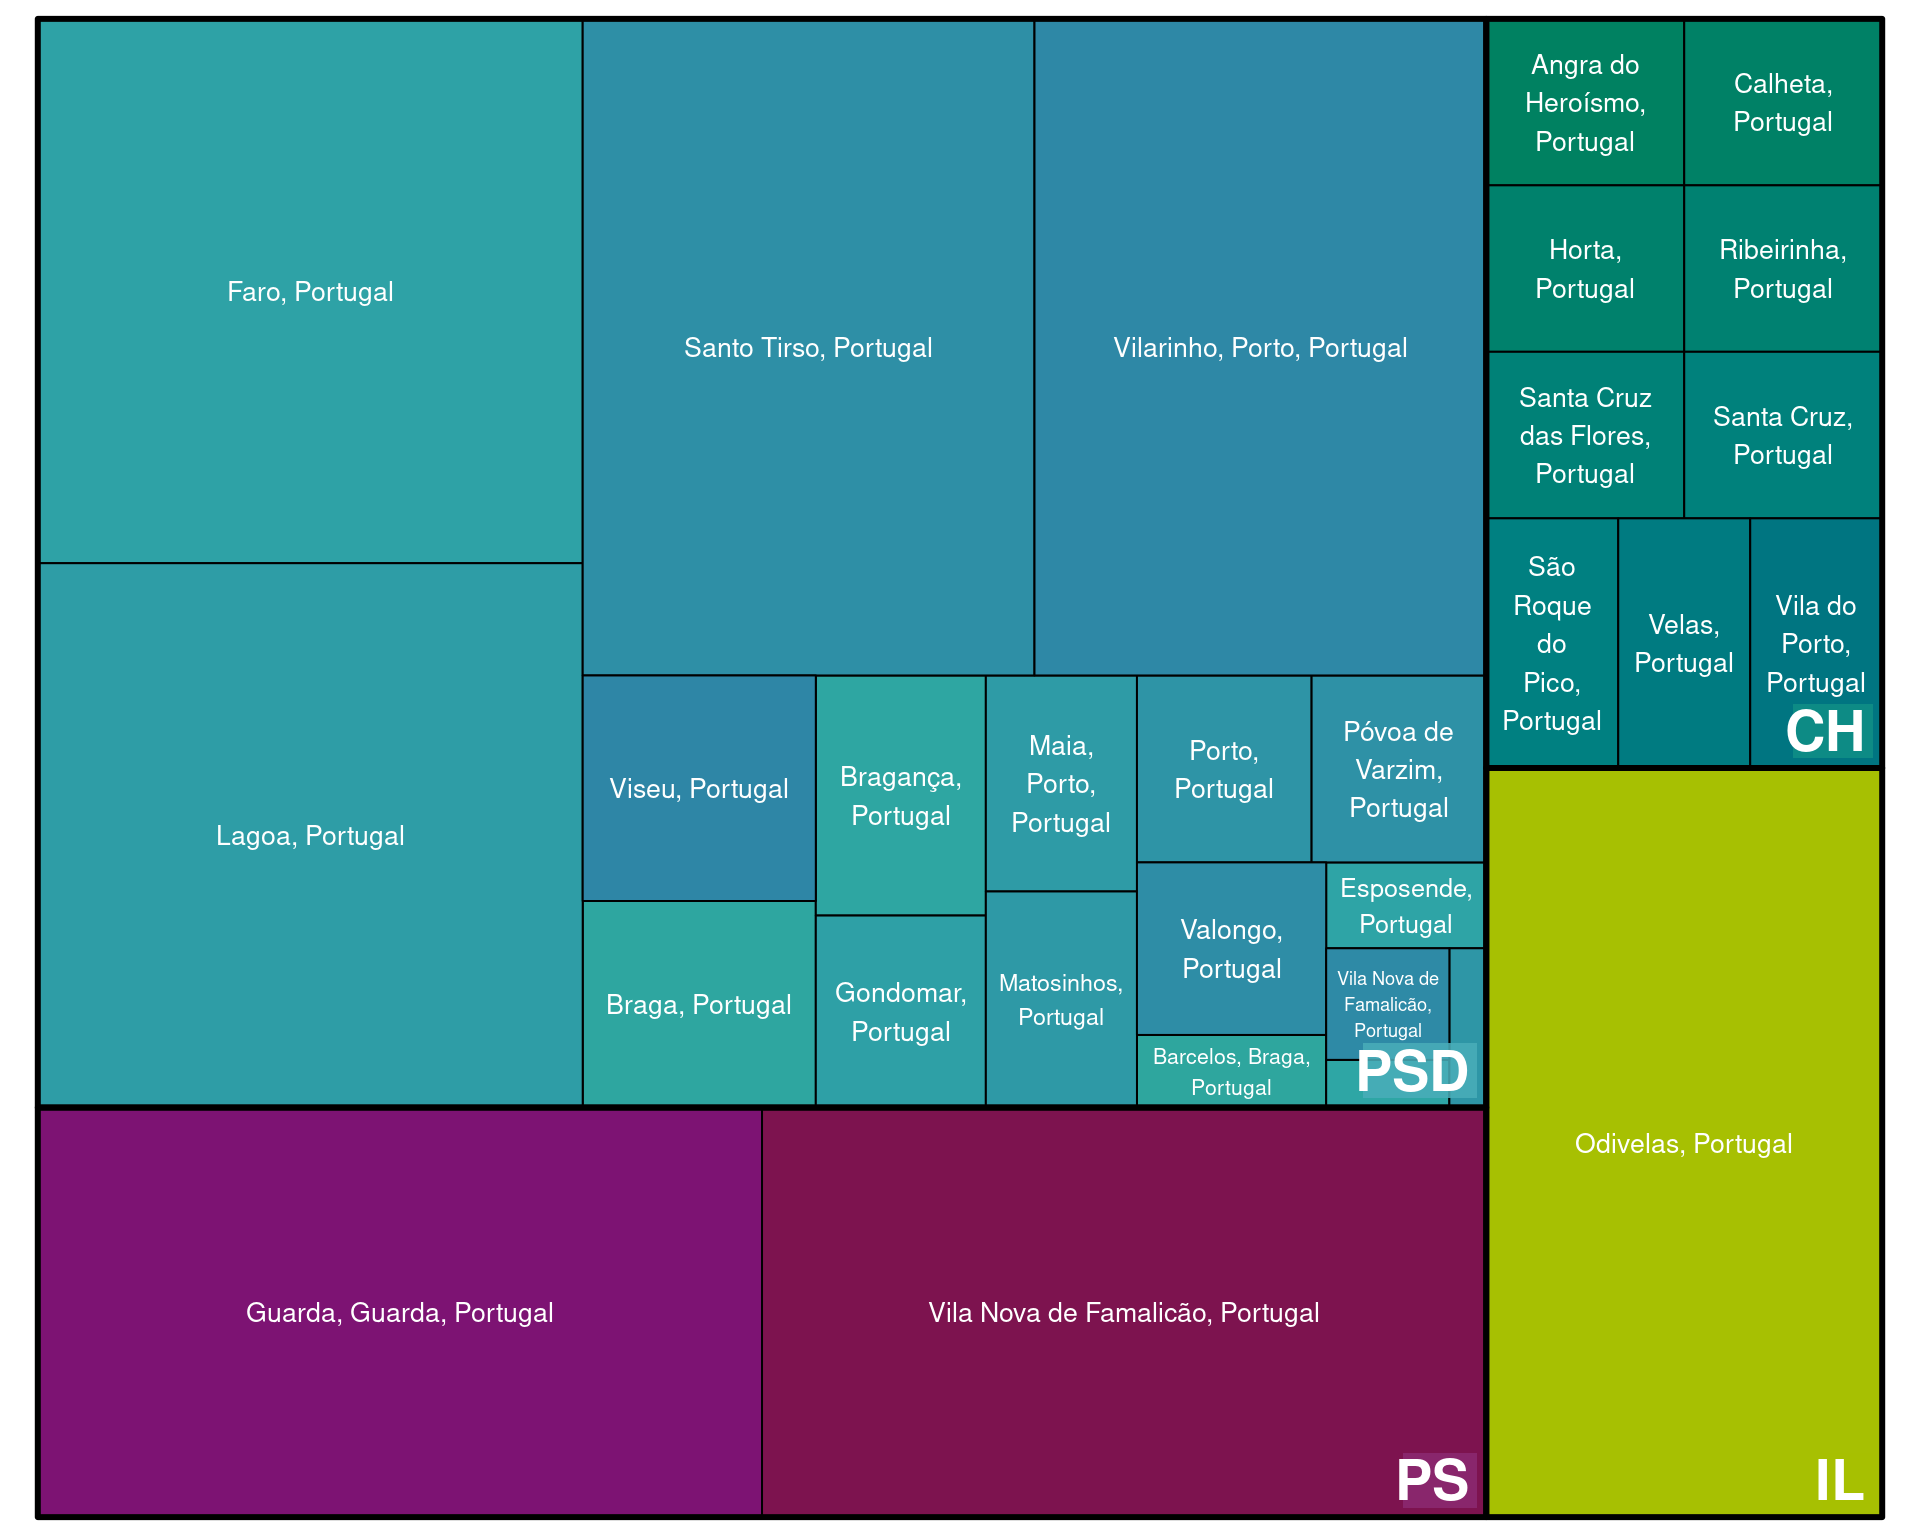 Faro, Portugal
Lagoa, Portugal
Santo Tirso, Portugal
Vilarinho, Porto, Portugal
Viseu, Portugal
Braga, Portugal
Bragança,
Portugal
Gondomar,
Portugal
Maia,
Porto,
Portugal
Matosinhos,
Portugal
Porto,
Portugal
Póvoa de
Varzim,
Portugal
Valongo,
Portugal
Barcelos, Braga,
Portugal
Esposende,
Portugal
Vila Nova de
Famalicão,
Portugal
PSD
Guarda, Guarda, Portugal
Vila Nova de Famalicão, Portugal
PS
Angra do
Heroísmo,
Portugal
Calheta,
Portugal
Horta,
Portugal
Ribeirinha,
Portugal
Santa Cruz
das Flores,
Portugal
Santa Cruz,
Portugal
São
Roque
do
Pico,
Portugal
Velas,
Portugal
Vila do
Porto,
Portugal
CH
Odivelas, Portugal
IL